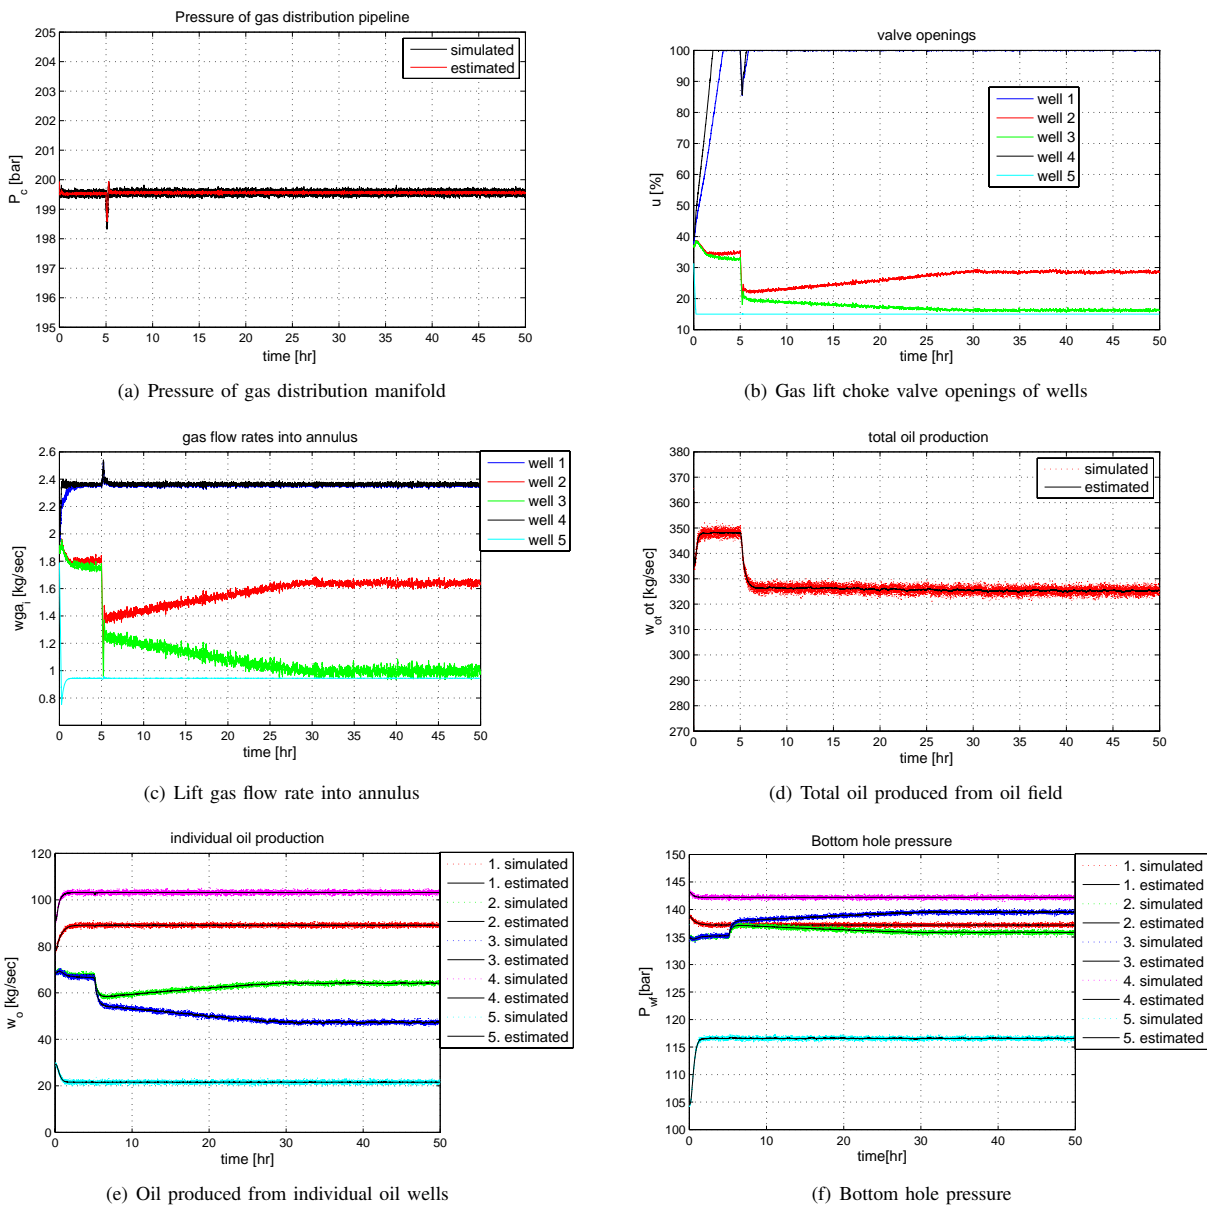 Pressure of gas distribution pipeline
205
204
203
202
201
200
199
198
197
196
195
P_c [bar]
simulated
estimated
0 5 10 15 20 25 30 35 40 45 50
time [hr]
(a) Pressure of gas distribution manifold
valve openings
100
90
80
70
60
50
40
30
20
10
u [%]
well 1
well 2
well 3
well 4
well 5
0 5 10 15 20 25 30 35 40 45 50
time [hr]
(b) Gas lift choke valve openings of wells
gas flow rates into annulus
2.6
2.4
2.2
2
1.8
1.6
1.4
1.2
1
0.8
wga_i [kg/sec]
well 1
well 2
well 3
well 4
well 5
0 5 10 15 20 25 30 35 40 45 50
time [hr]
(c) Lift gas flow rate into annulus
total oil production
380
370
360
350
340
330
320
310
300
290
280
270
w_ot ot [kg/sec]
simulated
estimated
0 5 10 15 20 25 30 35 40 45 50
time [hr]
(d) Total oil produced from oil field
individual oil production
120
100
80
60
40
20
0
w_o [kg/sec]
1. simulated
1. estimated
2. simulated
2. estimated
3. simulated
3. estimated
4. simulated
4. estimated
5. simulated
5. estimated
0 10 20 30 40 50
time [hr]
(e) Oil produced from individual oil wells
Bottom hole pressure
150
145
140
135
130
125
120
115
110
105
100
P_wf [bar]
1. simulated
1. estimated
2. simulated
2. estimated
3. simulated
3. estimated
4. simulated
4. estimated
5. simulated
5. estimated
0 10 20 30 40 50
time[hr]
(f) Bottom hole pressure